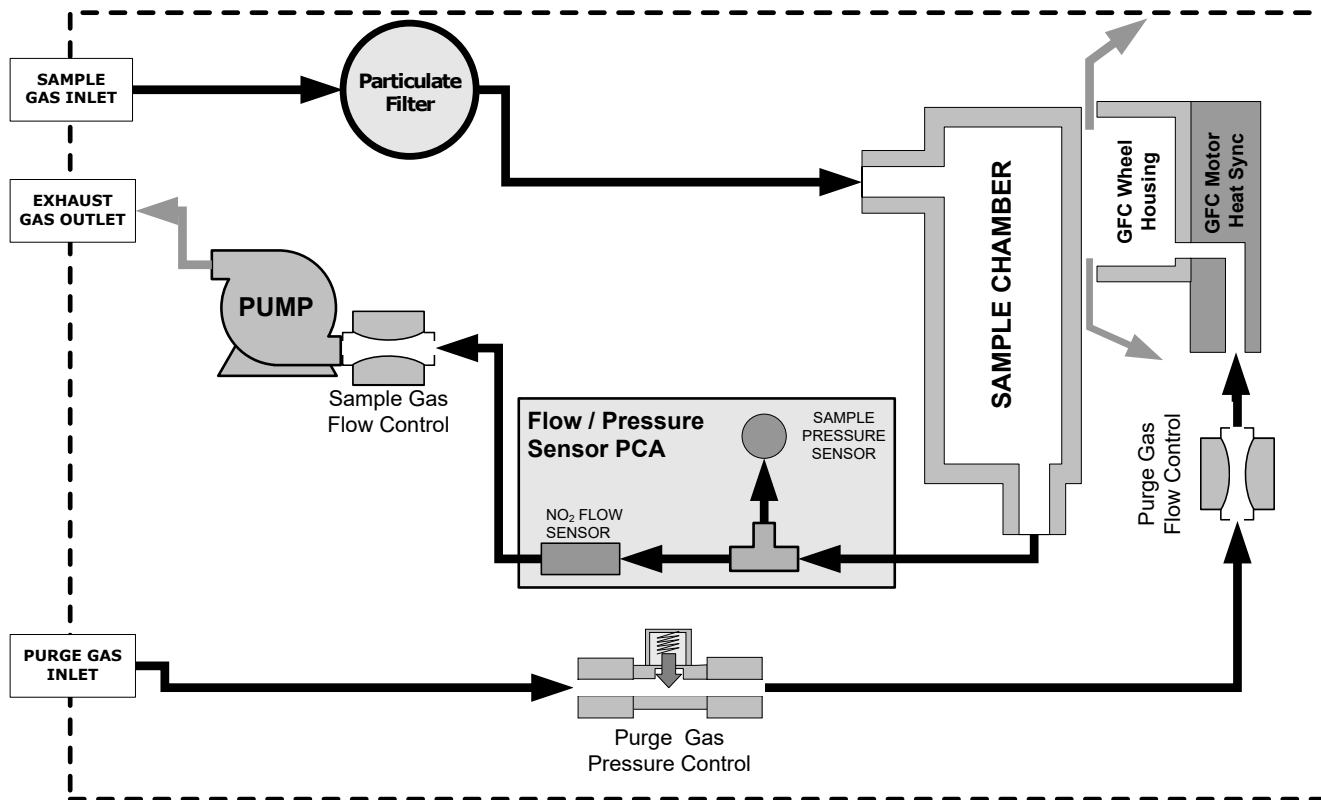 SAMPLE
GAS INLET
Particulate
Filter
EXHAUST
GAS OUTLET
PUMP
Sample Gas
Flow Control
SAMPLE CHAMBER
GFC Wheel
Housing
GFC Motor
Heat Sync
Flow / Pressure
Sensor PCA
SAMPLE
PRESSURE
SENSOR
NO₂ FLOW
SENSOR
Purge Gas
Flow Control
PURGE GAS
INLET
Purge Gas
Pressure Control